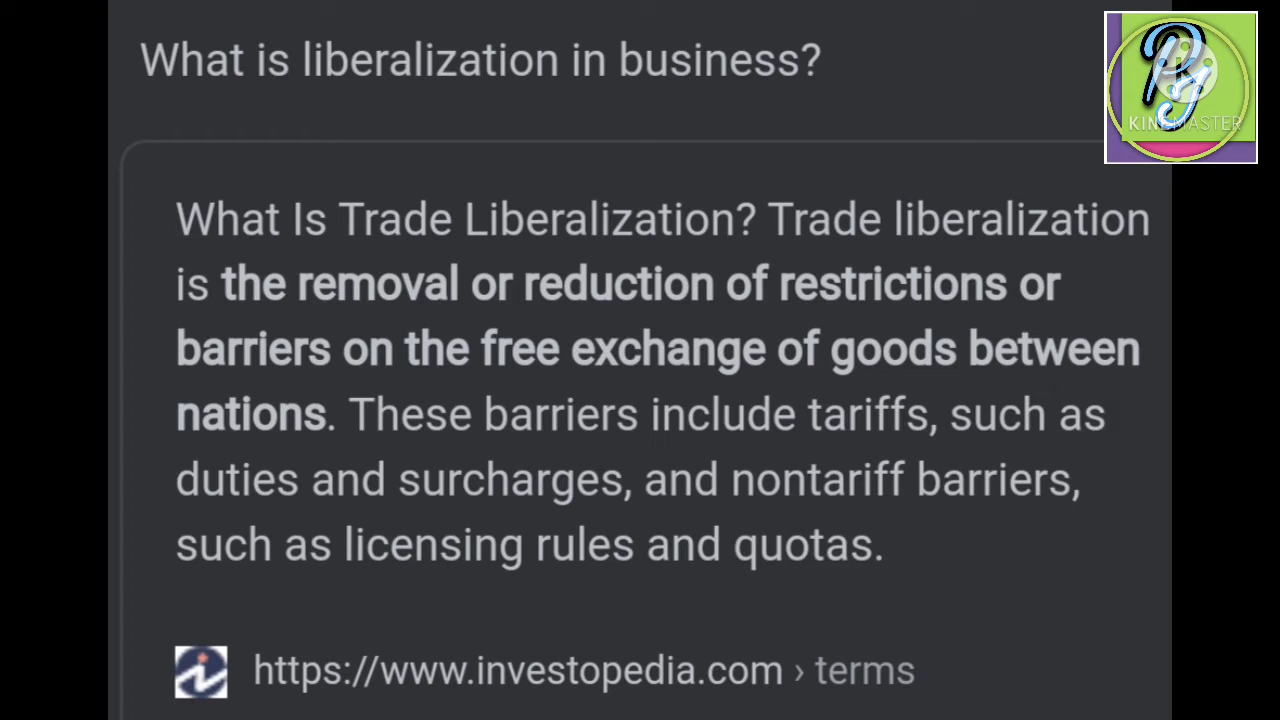 What is liberalization in business?
KINEMASTER
What Is Trade Liberalization? Trade liberalization
is the removal or reduction of restrictions or
barriers on the free exchange of goods between
nations. These barriers include tariffs, such as
duties and surcharges, and nontariff barriers,
such as licensing rules and quotas.
https://www.investopedia.com › terms